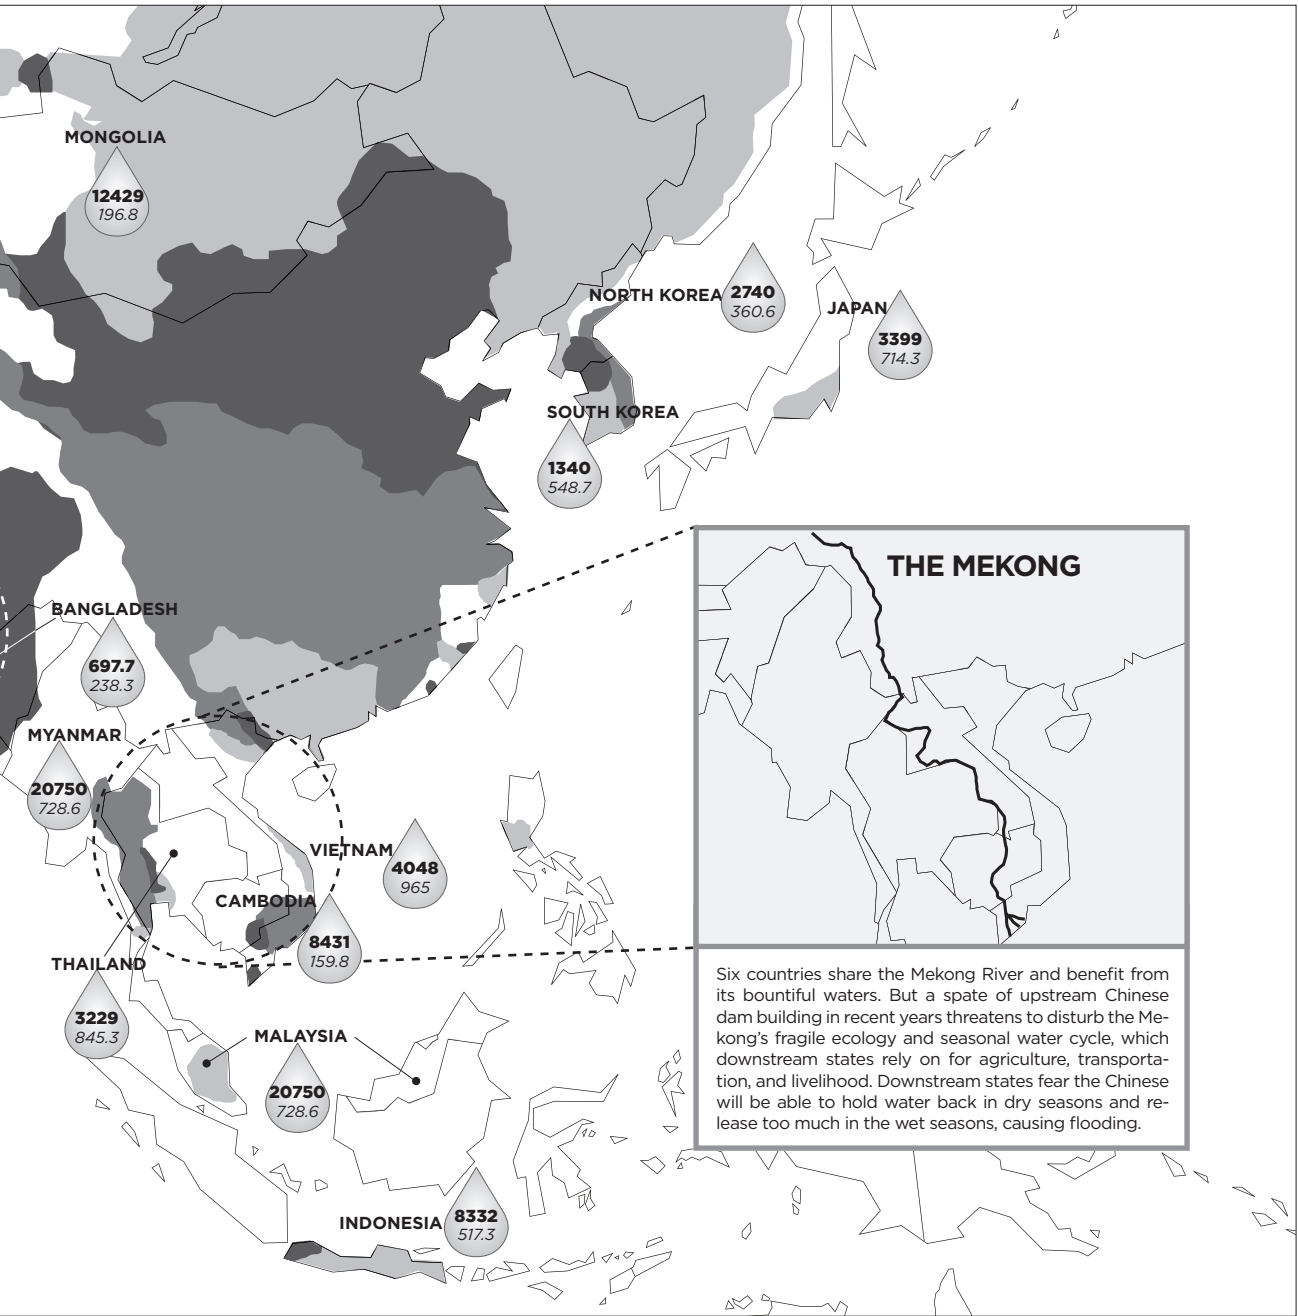 MONGOLIA
12429
196.8
NORTH KOREA
2740
360.6
JAPAN
3399
714.3
SOUTH KOREA
1340
548.7
THE MEKONG
BANGLADESH
697.7
238.3
MYANMAR
20750
728.6
VIETNAM
4048
965
CAMBODIA
8431
159.8
THAILAND
3229
845.3
MALAYSIA
20750
728.6
INDONESIA
8332
517.3
Six countries share the Mekong River and benefit from
its bountiful waters. But a spate of upstream Chinese
dam building in recent years threatens to disturb the Me-
kong’s fragile ecology and seasonal water cycle, which
downstream states rely on for agriculture, transporta-
tion, and livelihood. Downstream states fear the Chinese
will be able to hold water back in dry seasons and re-
lease too much in the wet seasons, causing flooding.